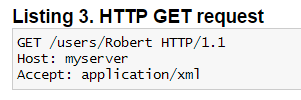 Listing 3. HTTP GET request
GET /users/Robert HTTP/1.1
Host: myserver
Accept: application/xml